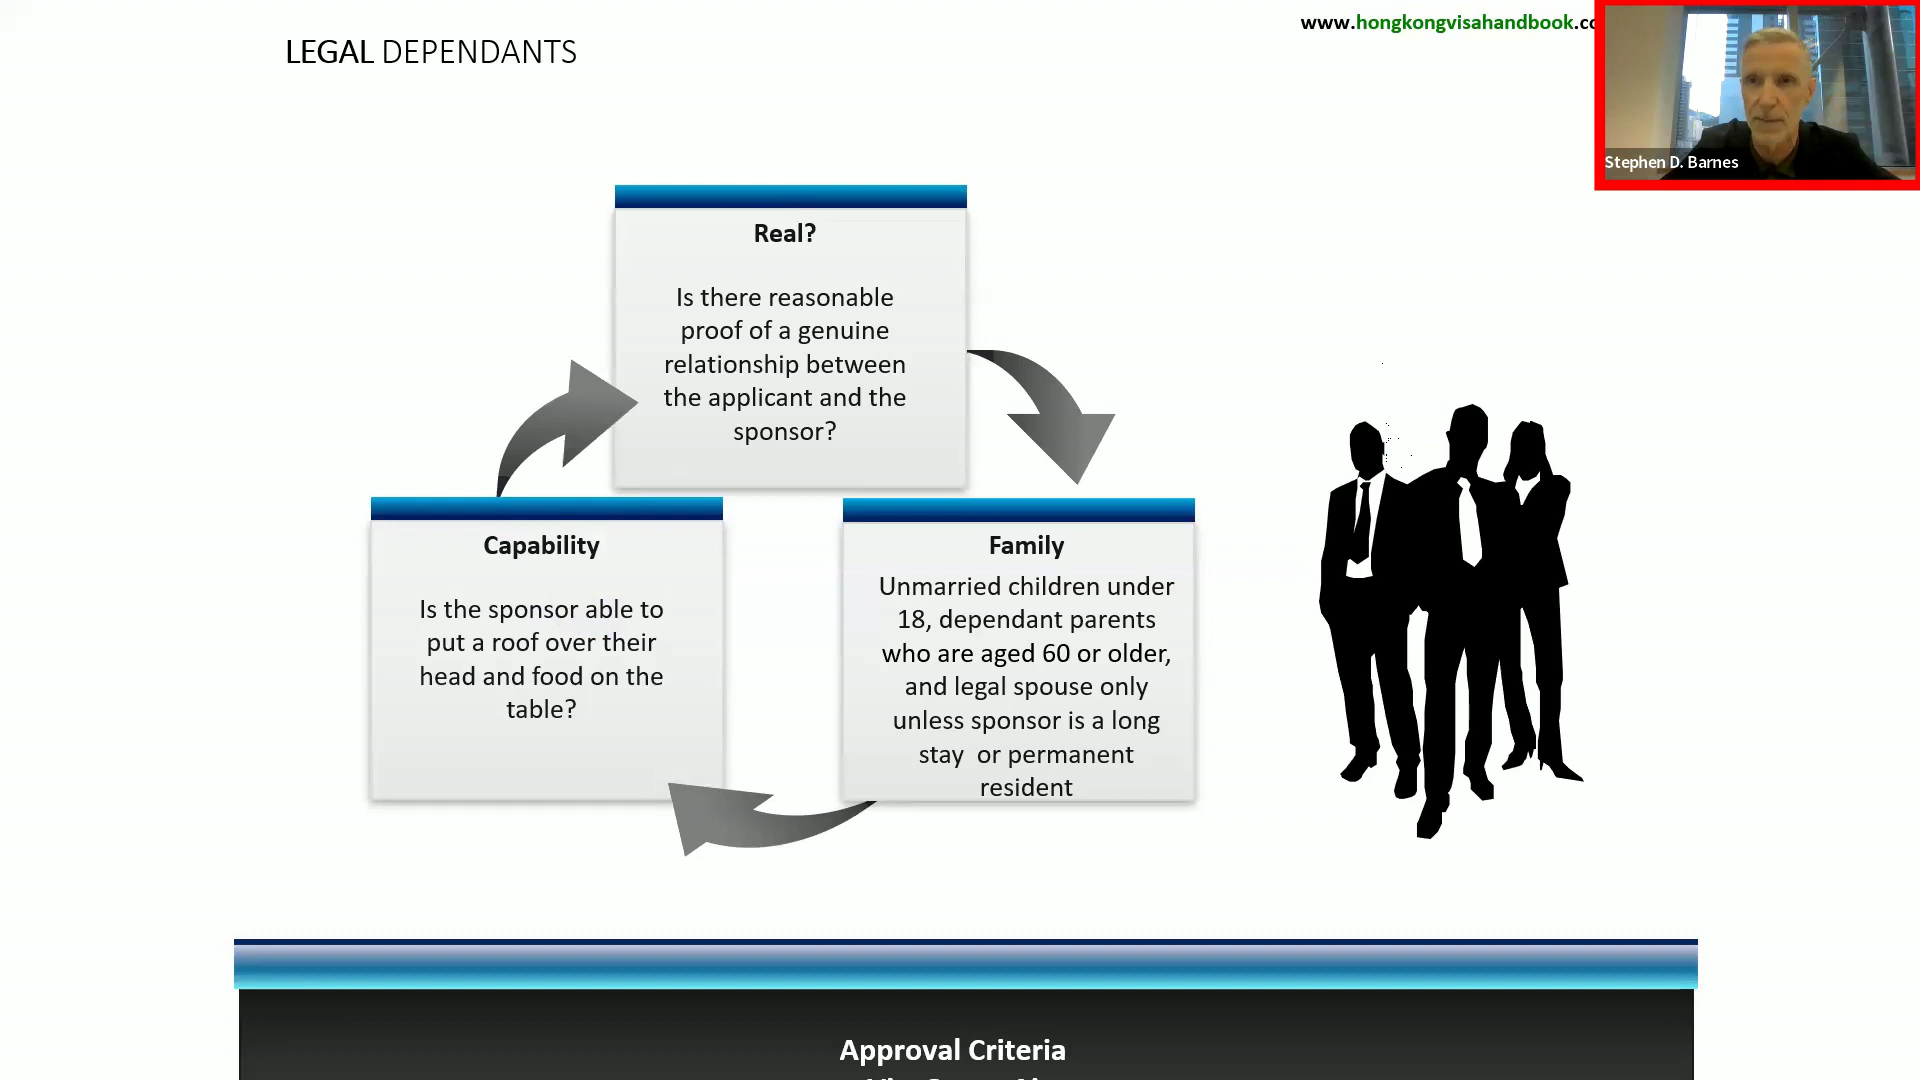 www.hongkongvisahandbook.co
LEGAL DEPENDANTS
Stephen D. Barnes
Real?
Is there reasonable
proof of a genuine
relationship between
the applicant and the
sponsor?
Capability
Is the sponsor able to
put a roof over their
head and food on the
table?
Family
Unmarried children under
18, dependant parents
who are aged 60 or older,
and legal spouse only
unless sponsor is a long
stay or permanent
resident
Approval Criteria